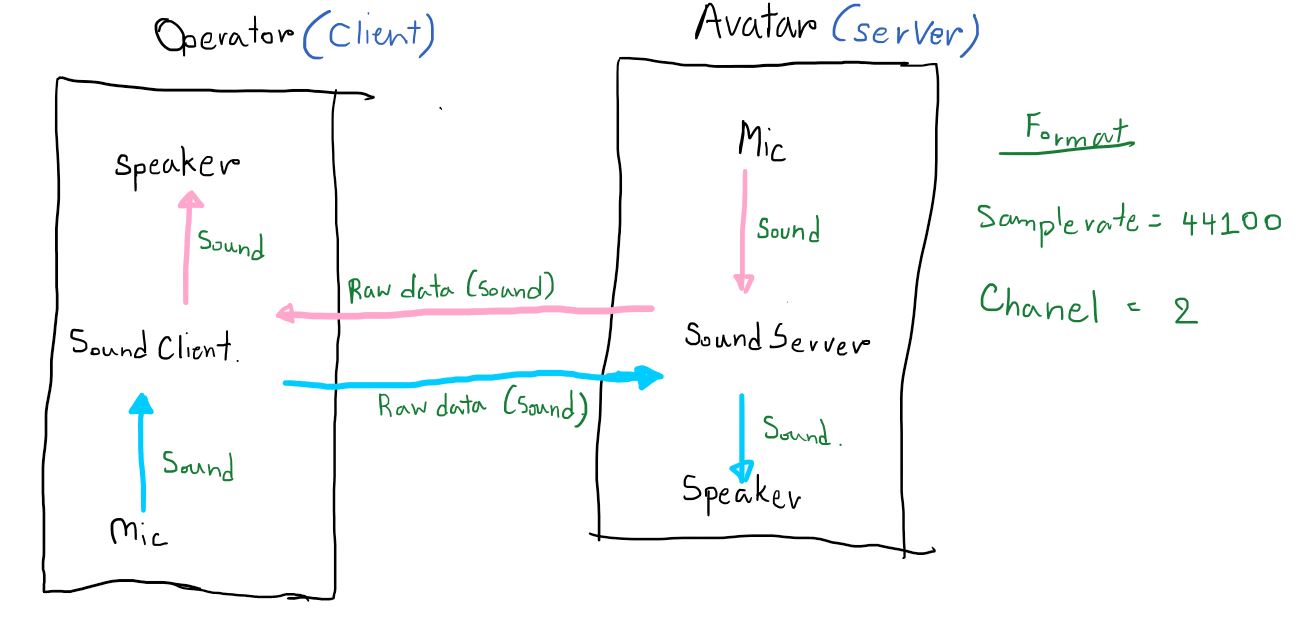 Operator (Client)
Speaker
Sound
Sound Client.
Sound
Mic
Raw data (Sound)
Raw data (Sound)
Avatar (serVer)
Mic
Sound
Sound Server
Sound.
Speaker
Format
Samplerate = 44100
Chanel = 2